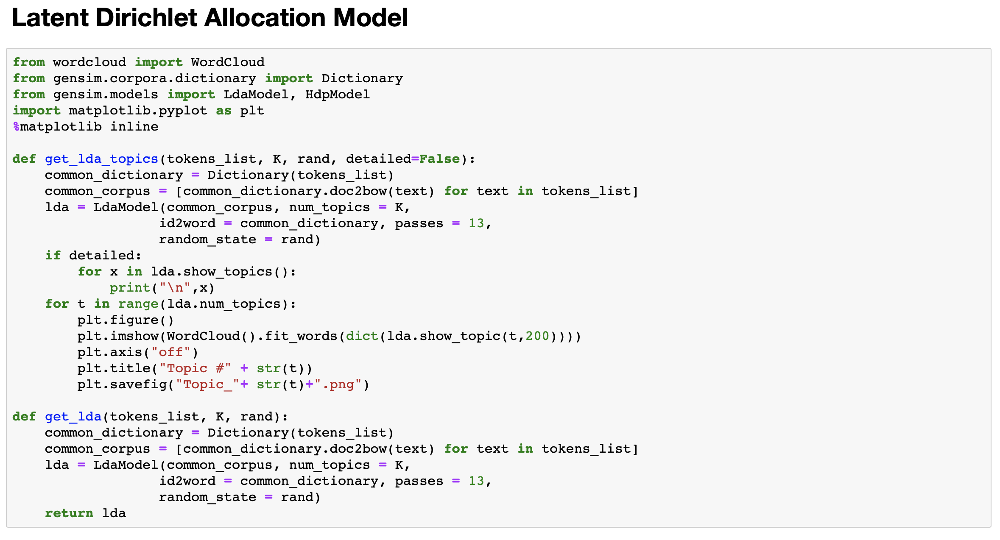 Latent Dirichlet Allocation Model
from wordcloud import WordCloud
from gensim.corpora.dictionary import Dictionary
from gensim.models import LdaModel, HdpModel
import matplotlib.pyplot as plt
%matplotlib inline

def get_lda_topics(tokens_list, K, rand, detailed=False):
    common_dictionary = Dictionary(tokens_list)
    common_corpus = [common_dictionary.doc2bow(text) for text in tokens_list]
    lda = LdaModel(common_corpus, num_topics = K,
                  id2word = common_dictionary, passes = 13,
                  random_state = rand)
    if detailed:
        for x in lda.show_topics():
            print("\n",x)
    for t in range(lda.num_topics):
        plt.figure()
        plt.imshow(WordCloud().fit_words(dict(lda.show_topic(t,200))))
        plt.axis("off")
        plt.title("Topic #" + str(t))
        plt.savefig("Topic_"+ str(t)+".png")

def get_lda(tokens_list, K, rand):
    common_dictionary = Dictionary(tokens_list)
    common_corpus = [common_dictionary.doc2bow(text) for text in tokens_list]
    lda = LdaModel(common_corpus, num_topics = K,
                  id2word = common_dictionary, passes = 13,
                  random_state = rand)
    return lda